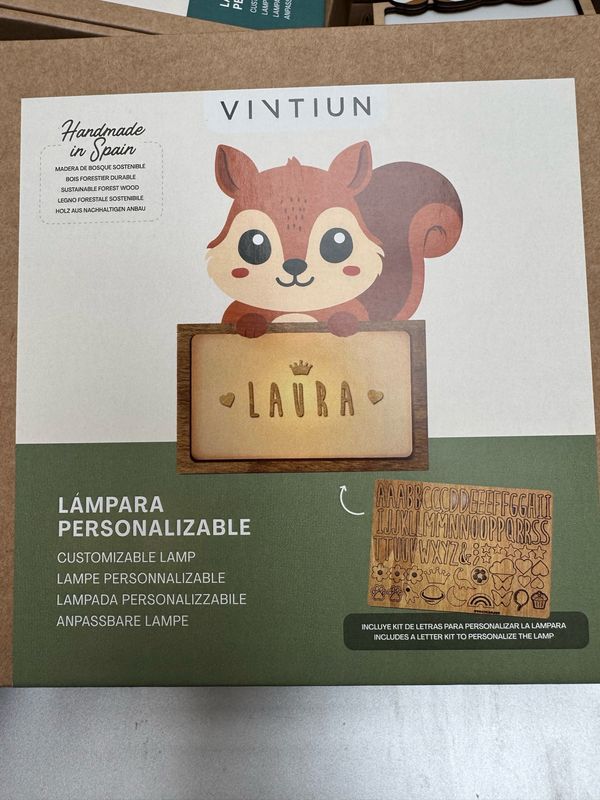 VINTIUN
Handmade
in Spain
MADERA DE BOSQUE SOSTENIBLE
BOIS FORESTIER DURABLE
SUSTAINABLE FOREST WOOD
LEGNO FORESTALE SOSTENIBILE
HOLZ AUS NACHHALTIGEN ANBAU
LAURA
LÁMPARA
PERSONALIZABLE
CUSTOMIZABLE LAMP
LAMPE PERSONNALIZABLE
LAMPADA PERSONALIZZABILE
ANPASSBARE LAMPE
INCLUYE KIT DE LETRAS PARA PERSONALIZAR LA LAMPARA
INCLUDES A LETTER KIT TO PERSONALIZE THE LAMP